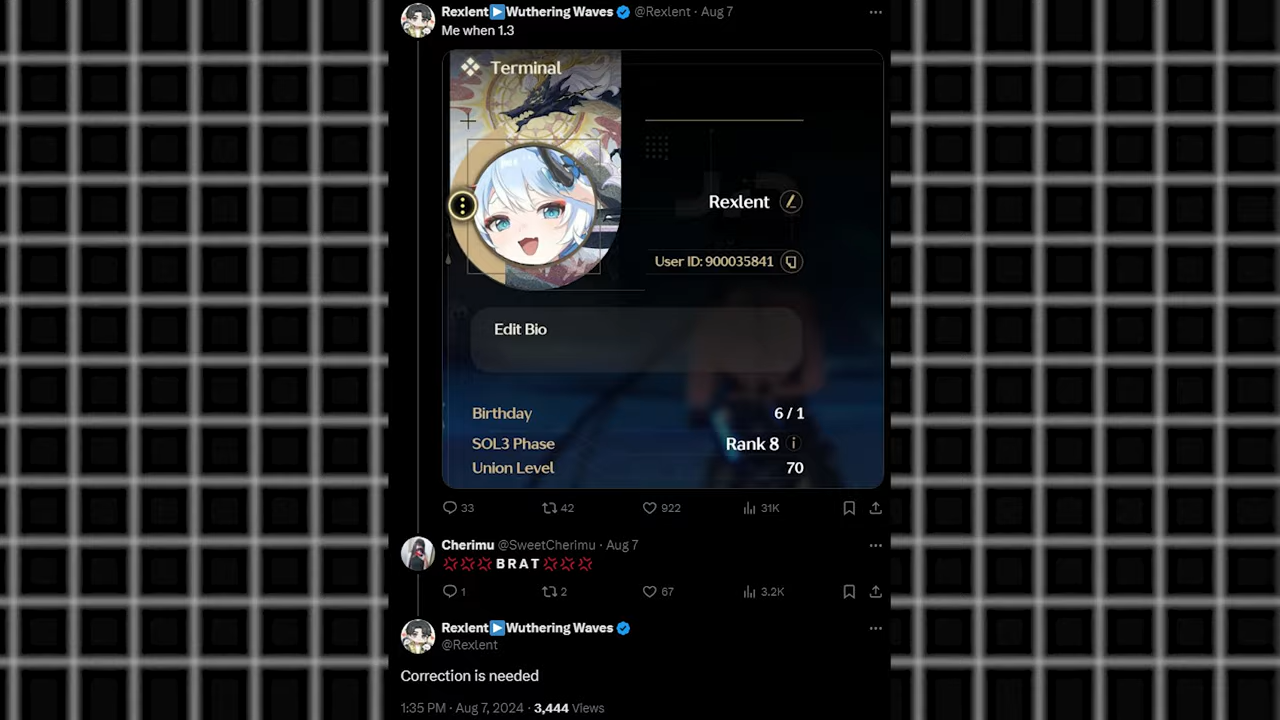 Rexlent▶Wuthering Waves @Rexlent · Aug 7
Me when 1.3
Terminal
Rexlent
User ID: 900035841
Edit Bio
Birthday 6 / 1
SOL3 Phase Rank 8
Union Level 70
33 42 922 31K
Cherimu @SweetCherimu · Aug 7
💢💢💢 B R A T 💢💢💢
1 2 67 3.2K
Rexlent▶Wuthering Waves
@Rexlent
Correction is needed
1:35 PM · Aug 7, 2024 · 3,444 Views